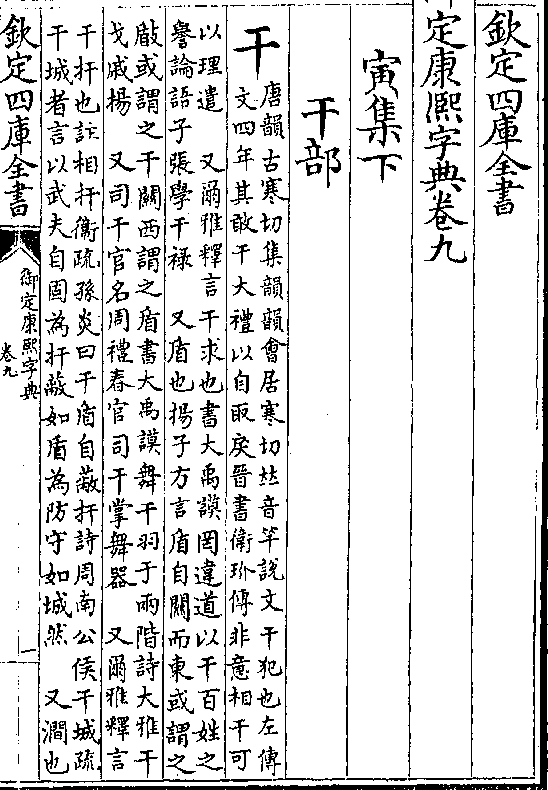 欽定四庫全書
御定康熙字典卷九
寅集下
干部
干
唐韻古寒切集韻韻會居寒切𠀤音竿說文干犯也左傳
文四年其敢干大禮以自取戾晉書衛玠傳非意相干可
以理遣 又爾雅釋言干求也書大禹謨罔違道以干百姓之
譽論語子張學干祿 又盾也揚子方言盾自關而東或謂之
瞂或謂之干關西謂之盾書大禹謨舞干羽于兩階詩大雅干
戈戚揚 又司干官名周禮春官司干掌舞器 又爾雅釋言
干扞也註相扞衞疏孫炎曰干盾自蔽扞詩周南公侯干城疏
干城者言以武夫自固為扞蔽如盾為防守如城然 又澗也
欽定四庫全書
御定康熙字典
卷九
一